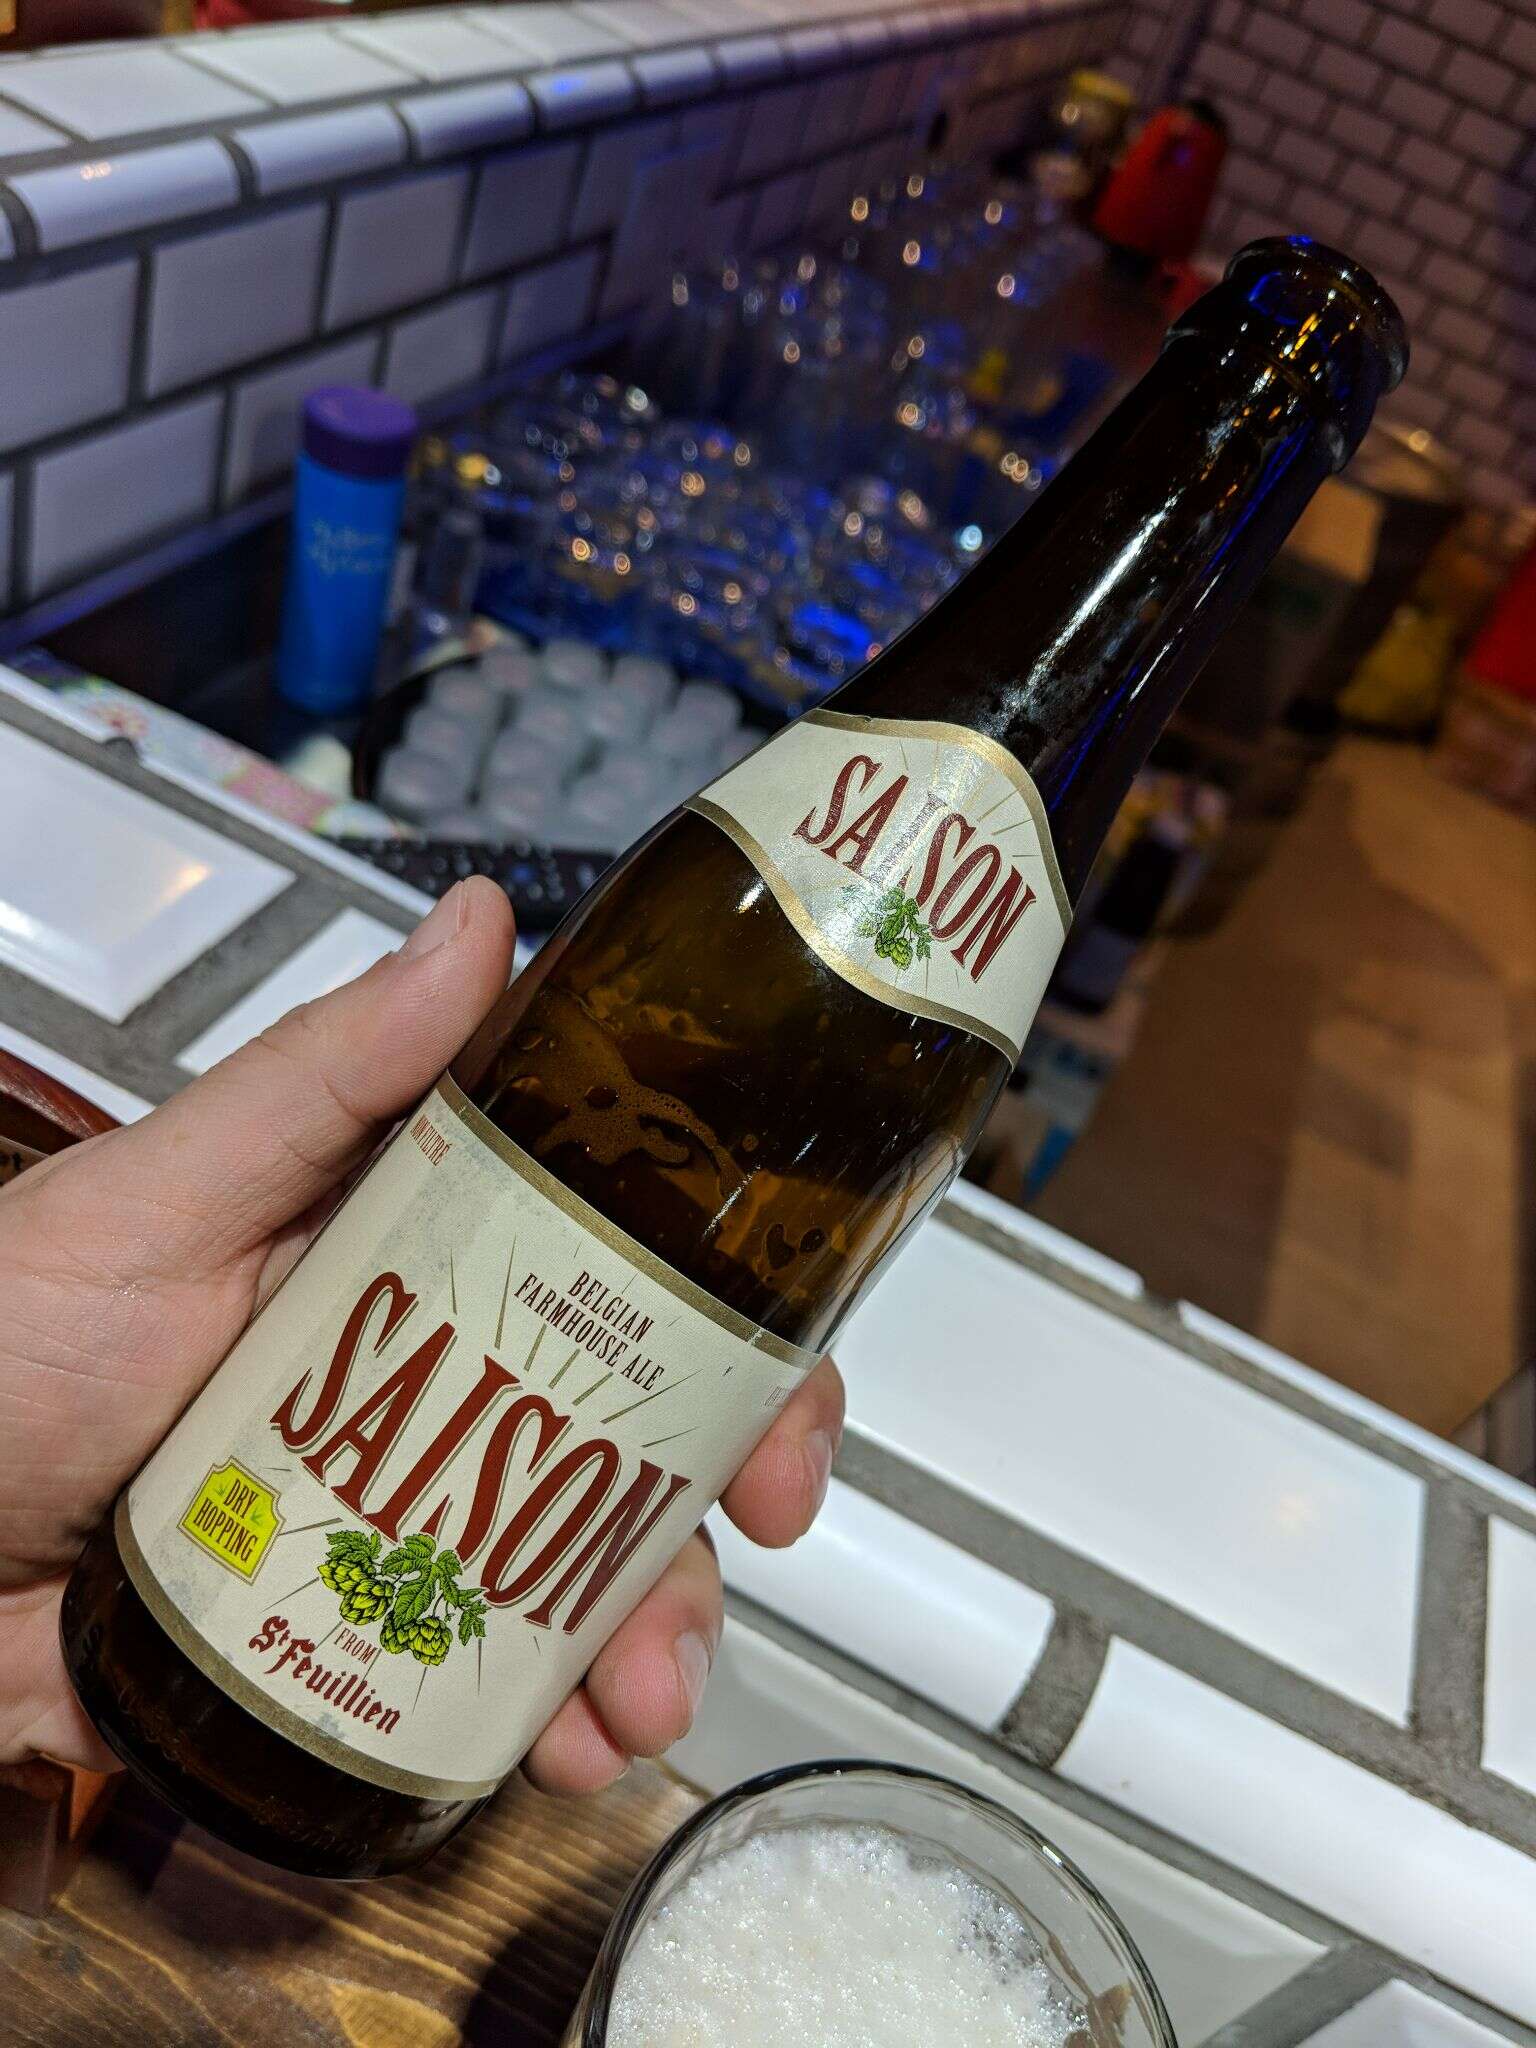 SAISON
NON FILTRÉ
BELGIAN
FARMHOUSE ALE
SAISON
DRY
HOPPING
FROM
St Feuillien